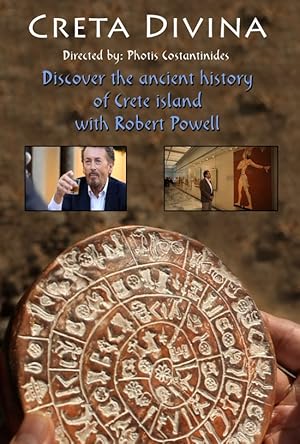 CRETA DIVINA
Directed by: Photis Costantinides
Discover the ancient history
of Crete island
with Robert Powell